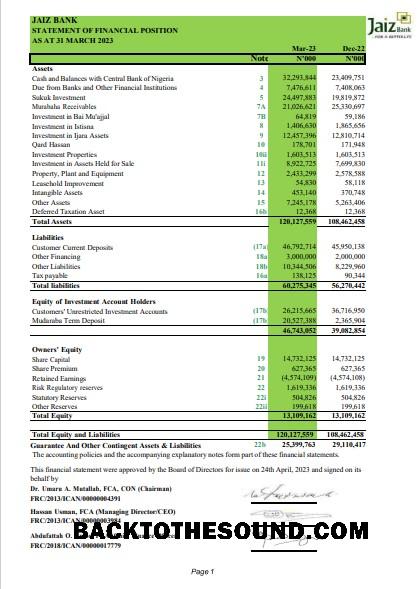 JAIZ BANK
STATEMENT OF FINANCIAL POSITION
AS AT 31 MARCH 2023
Jaiz Bank
Mar-23 Dec-22
Note N'000 N'000
Assets
Cash and Balances with Central Bank of Nigeria 3 32,293,844 23,409,751
Due from Banks and Other Financial Institutions 4 7,476,611 7,408,063
Sukuk Investment 5 24,497,883 19,819,872
Murabaha Receivables 7A 21,026,621 25,330,697
Investment in Bai Mu'ajjal 7B 64,819 59,186
Investment in Istisna 8 1,406,630 1,865,656
Investment in Ijara Assets 9 12,457,396 12,810,714
Qard Hassan 10 178,701 171,948
Investment Properties 10ii 1,603,513 1,603,513
Investment in Assets Held for Sale 11i 8,922,725 7,699,830
Property, Plant and Equipment 12 2,433,299 2,578,588
Leasehold Improvement 13 54,830 58,118
Intangible Assets 14 453,140 370,748
Other Assets 15 7,245,178 5,263,406
Deferred Taxation Asset 16b 12,368 12,368
Total Assets 120,127,559 108,462,458
Liabilities
Customer Current Deposits (17a) 46,792,714 45,950,138
Other Financing 18a 3,000,000 2,000,000
Other Liabilities 18b 10,344,506 8,229,960
Tax payable 16a 138,125 90,344
Total liabilities 60,275,345 56,270,442
Equity of Investment Account Holders
Customers' Unrestricted Investment Accounts (17b 26,215,665 36,716,950
Mudaraba Term Deposit (17b 20,527,388 2,365,904
46,743,052 39,082,854
Owners' Equity
Share Capital 19 14,732,125 14,732,125
Share Premium 20 627,365 627,365
Retained Earnings 21 (4,574,109) (4,574,108)
Risk Regulatory reserves 22 1,619,336 1,619,336
Statutory Reserves 22i 504,826 504,826
Other Reserves 22ii 199,618 199,618
Total Equity 13,109,162 13,109,162
Total Equity and Liabilities 120,127,559 108,462,458
Guarantee And Other Contingent Assets & Liabilities 22b 25,399,763 29,110,417
The accounting policies and the accompanying explanatory notes form part of these financial statements.
This financial statement were approved by the Board of Directors for issue on 24th April, 2023 and signed on its
behalf by
Dr. Umaru A. Mutallab, FCA, CON (Chairman)
FRC/2013/ICAN/00000004391
Hassan Usman, FCA (Managing Director/CEO)
FRC/2013/ICAN/00000003984
Abdulfattah O.
BACKTOTHESOUND.COM
FRC/2018/ICAN/00000017779
Page 1